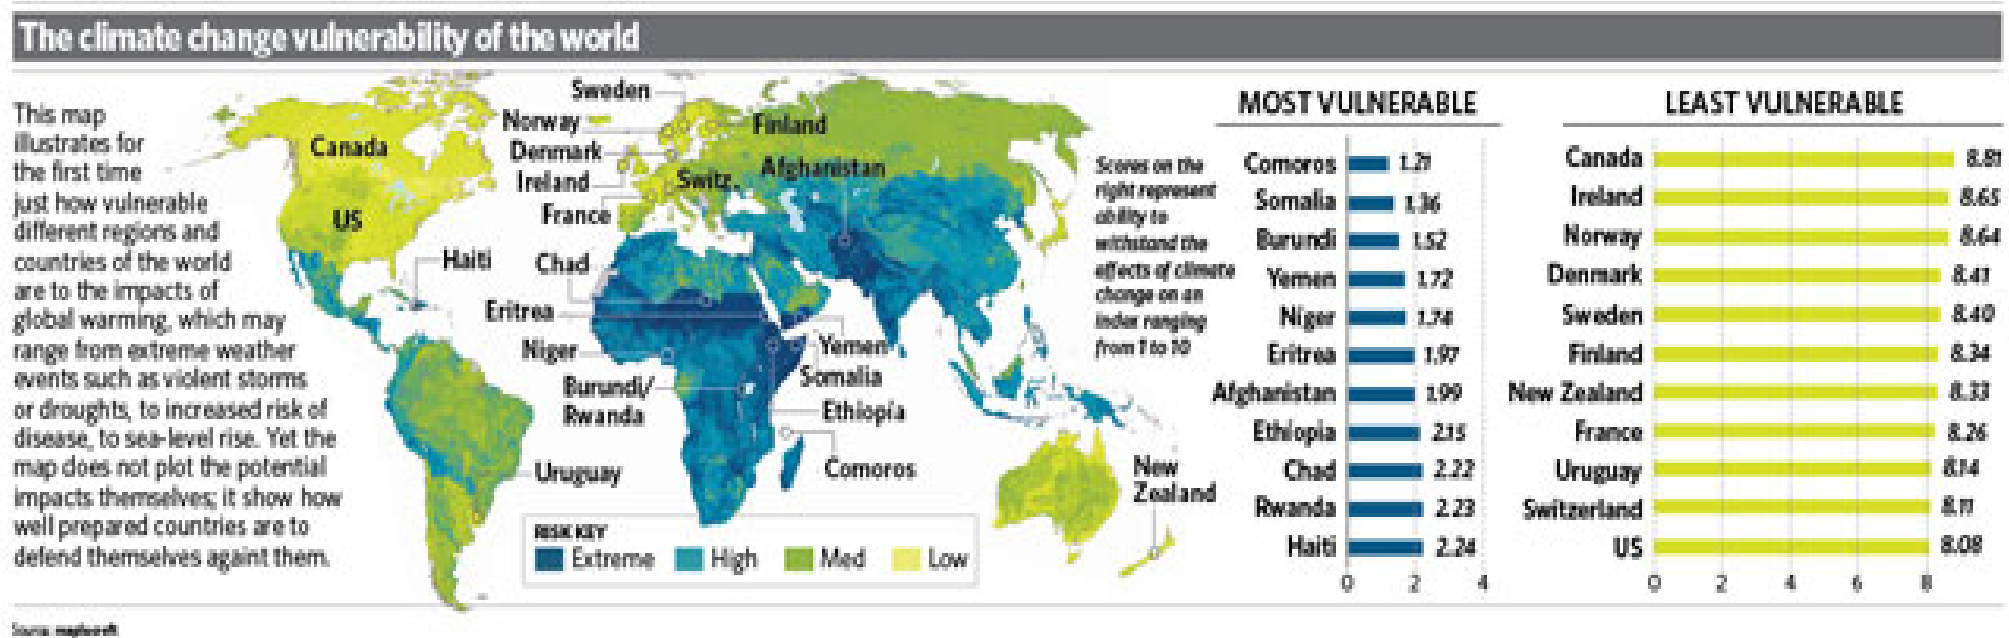 The climate change vulnerability of the world
This map
illustrates for
the first time
just how vulnerable
different regions and
countries of the world
are to the impacts of
global warming, which may
range from extreme weather
events such as violent storms
or droughts, to increased risk of
disease, to sea-level rise. Yet the
map does not plot the potential
impacts themselves; it show how
well prepared countries are to
defend themselves againt them.
Sweden
Norway
Finland
Denmark
Canada
Afghanistan
Ireland
Switz.
France
US
Haiti
Chad
Eritrea
Niger
Yemen
Somalia
Burundi/
Rwanda
Ethiopia
Comoros
Uruguay
New
Zealand
RISK KEY
Extreme
High
Med
Low
Scores on the
right represent
ability to
withstand the
effects of climate
change on an
index ranging
from 1 to 10
MOST VULNERABLE
Comoros 1.21
Somalia 1.36
Burundi 1.52
Yemen 1.72
Niger 1.74
Eritrea 1.97
Afghanistan 1.99
Ethiopia 2.15
Chad 2.22
Rwanda 2.23
Haiti 2.24
0 2 4
LEAST VULNERABLE
Canada 8.81
Ireland 8.65
Norway 8.64
Denmark 8.41
Sweden 8.40
Finland 8.34
New Zealand 8.33
France 8.26
Uruguay 8.14
Switzerland 8.11
US 8.08
0 2 4 6 8
Source: maplecroft